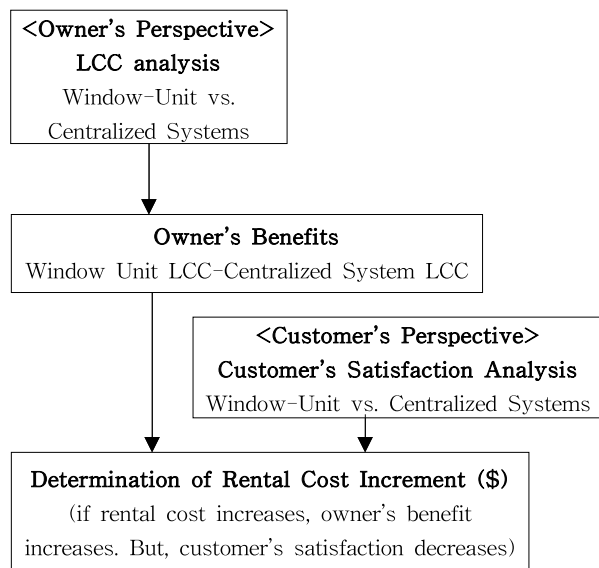 <Owner's Perspective>
LCC analysis
Window-Unit vs.
Centralized Systems
Owner's Benefits
Window Unit LCC-Centralized System LCC
<Customer's Perspective>
Customer's Satisfaction Analysis
Window-Unit vs. Centralized Systems
Determination of Rental Cost Increment ($)
(if rental cost increases, owner's benefit
increases. But, customer's satisfaction decreases)